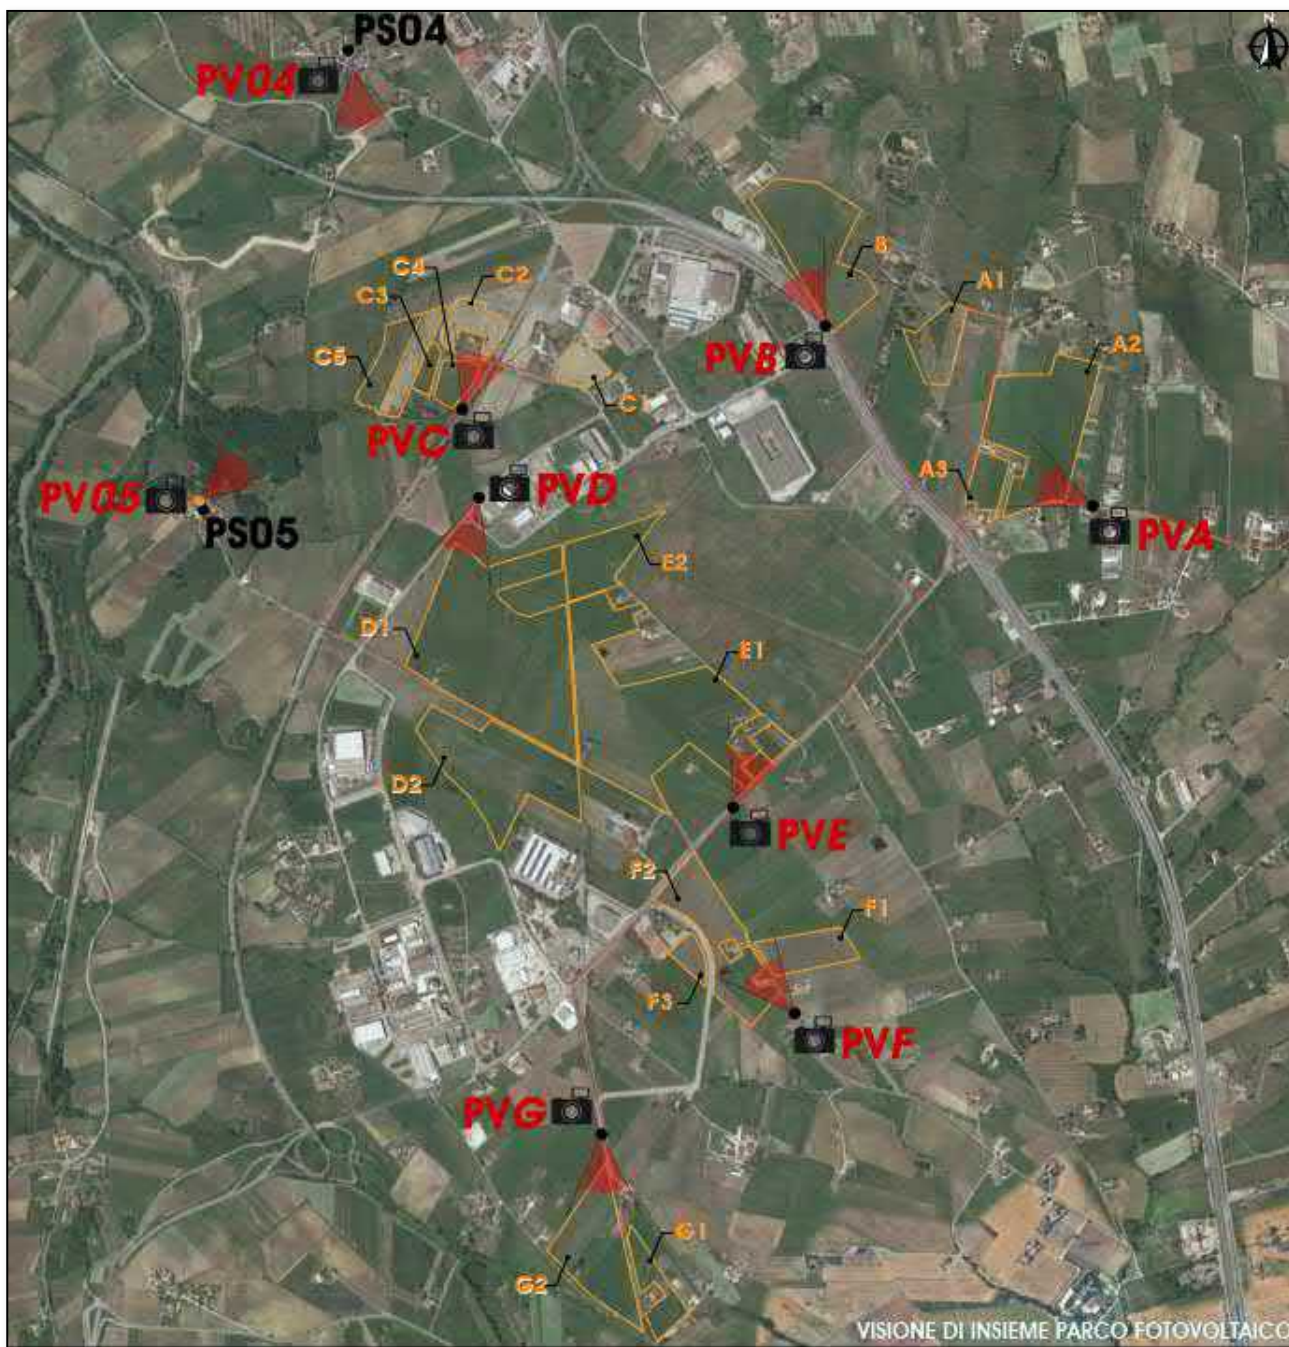 PS04
PV04
N
B
A1
C4
C2
C3
A2
PVB
C5
C
PVC
A3
PVD
PV05
PVA
PS05
E2
D1
E1
D2
PVE
F2
F1
F3
PVF
PVG
G1
G2
VISIONE DI INSIEME PARCO FOTOVOLTAICO